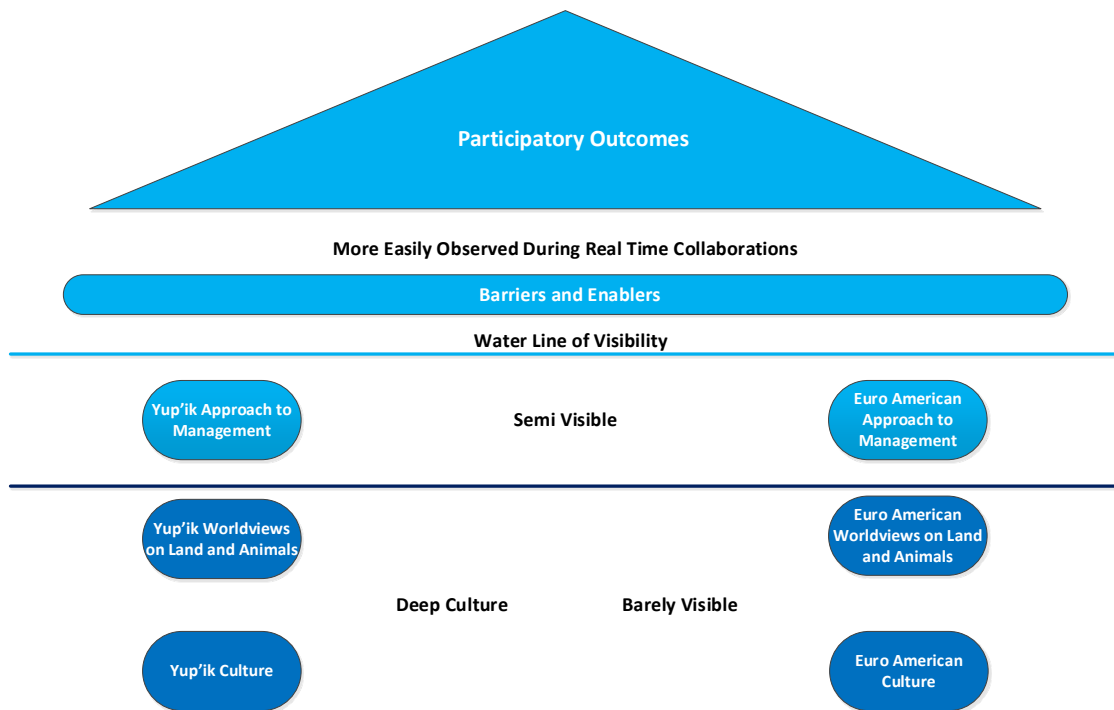 Participatory Outcomes
More Easily Observed During Real Time Collaborations
Barriers and Enablers
Water Line of Visibility
Yup’ik Approach to
Management
Semi Visible
Euro American
Approach to
Management
Yup’ik Worldviews
on Land and Animals
Euro American
Worldviews on Land
and Animals
Deep Culture
Barely Visible
Yup’ik Culture
Euro American
Culture